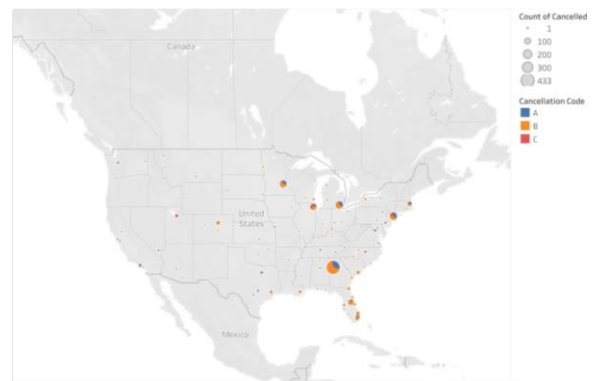 Count of Cancelled
1
100
200
300
433
Cancellation Code
A
B
C
Canada
United
States
Mexico